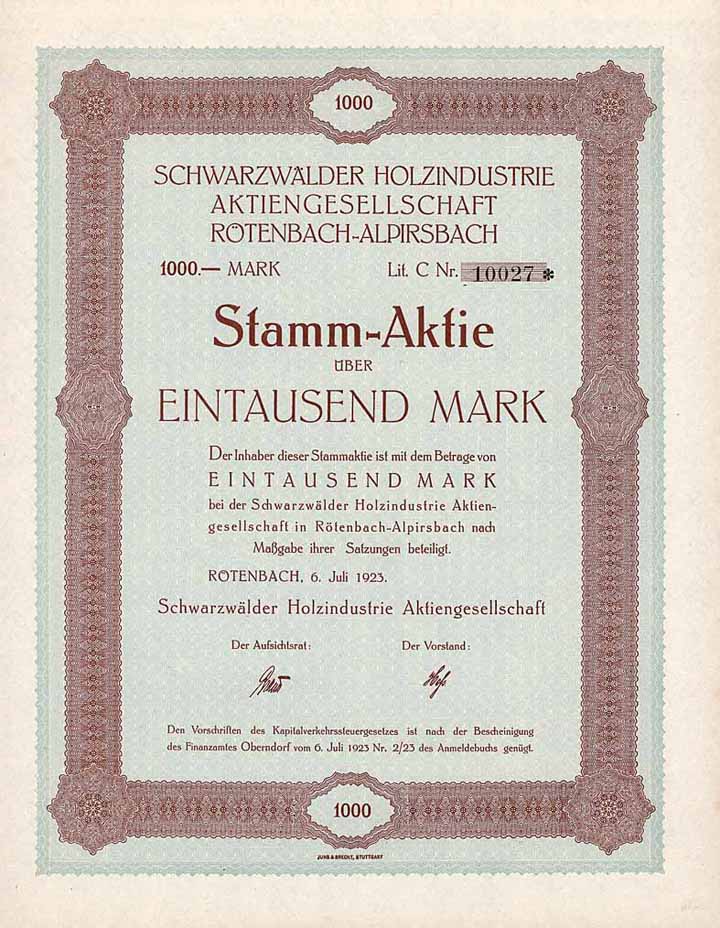 1000
SCHWARZWÄLDER HOLZINDUSTRIE
AKTIENGESELLSCHAFT
RÖTENBACH-ALPIRSBACH
1000.— MARK Lit. C Nr. 10027 *
Stamm-Aktie
ÜBER
EINTAUSEND MARK
Der Inhaber dieser Stammaktie ist mit dem Betrage von
EINTAUSEND MARK
bei der Schwarzwälder Holzindustrie Aktien-
gesellschaft in Rötenbach-Alpirsbach nach
Maßgabe ihrer Satzungen beteiligt.
RÖTENBACH, 6. Juli 1923.
Schwarzwälder Holzindustrie Aktiengesellschaft
Der Aufsichtsrat: Der Vorstand:
Den Vorschriften des Kapitalverkehrssteuergesetzes ist nach der Bescheinigung
des Finanzamtes Oberndorf vom 6. Juli 1923 Nr. 2/23 des Anmeldebuchs genügt.
1000
JUNG & BRECHT, STUTTGART